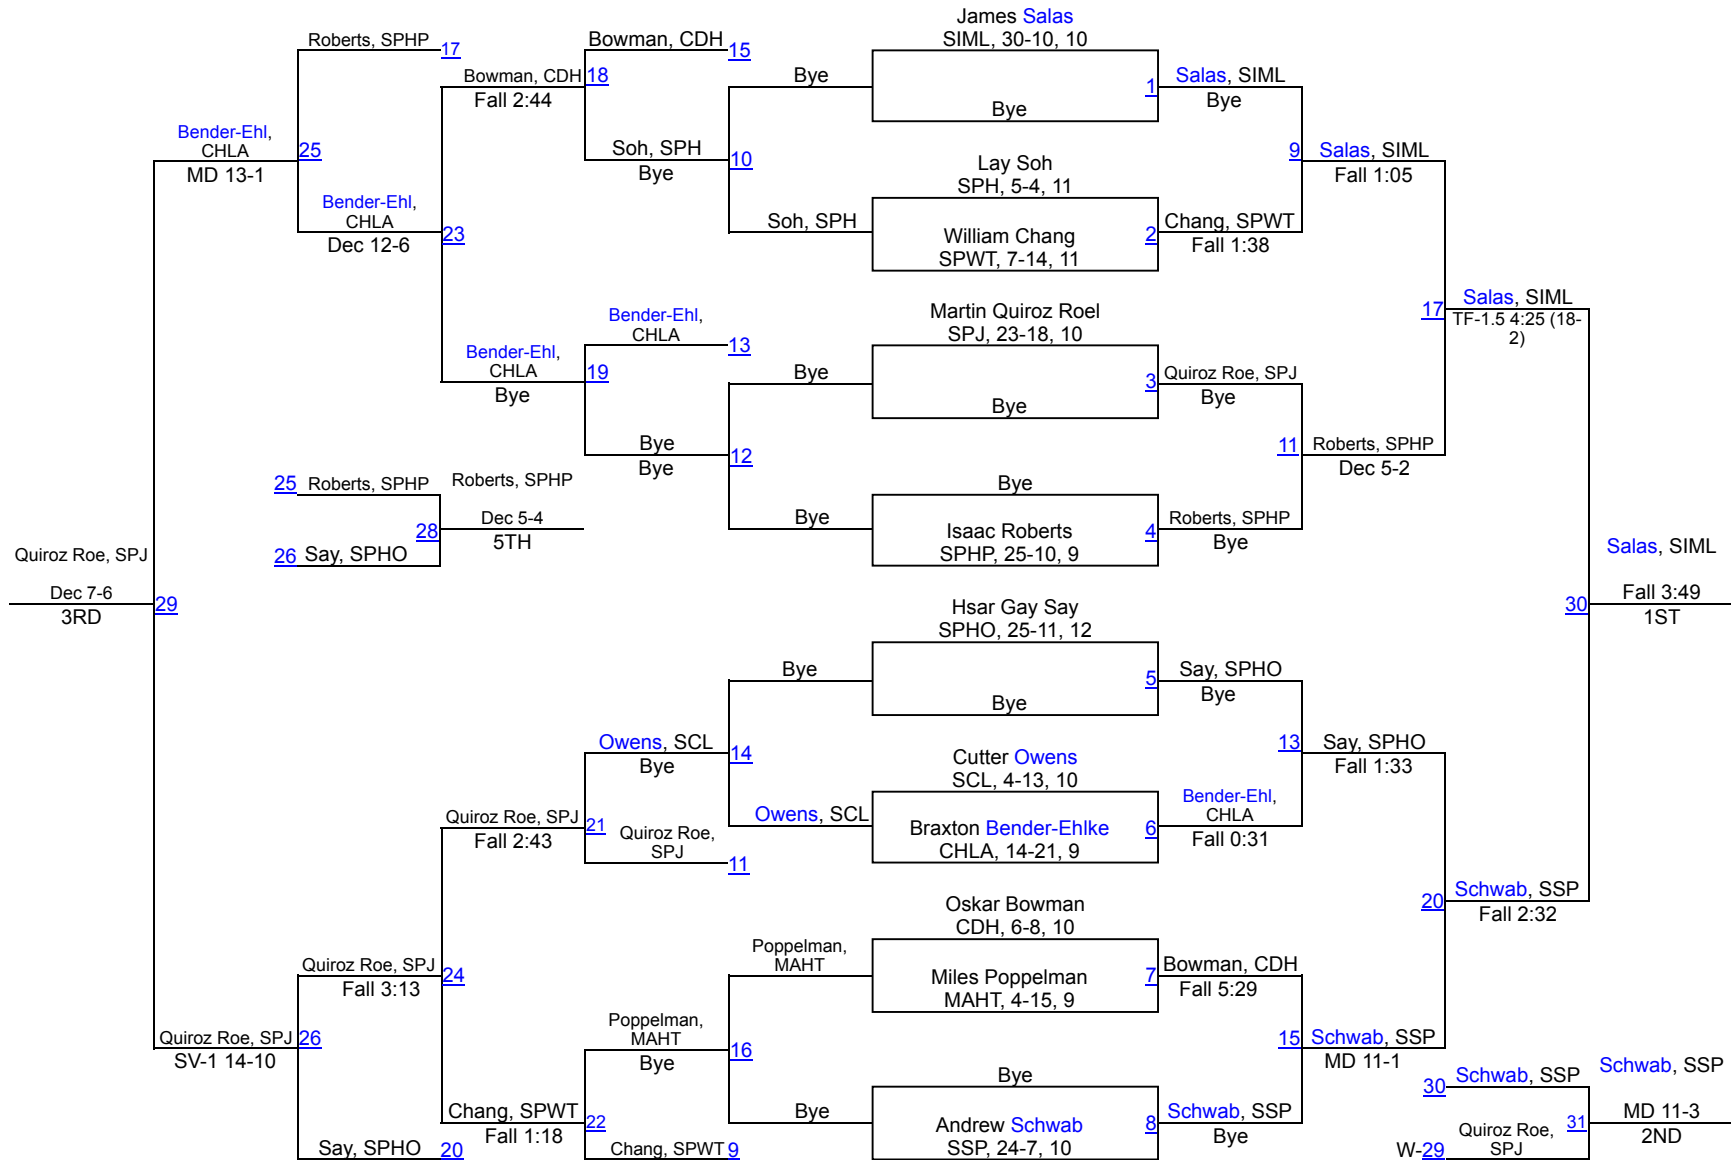 James Salas
SIML, 30-10, 10
Roberts, SPHP
17
Bowman, CDH
15
Bowman, CDH
18
Fall 2:44
Bye
Bye
1
Salas, SIML
Bye
Bender-Ehl,
CHLA
25
MD 13-1
Soh, SPH
10
Bye
Lay Soh
SPH, 5-4, 11
9
Salas, SIML
Fall 1:05
Bender-Ehl,
CHLA
Dec 12-6
23
Soh, SPH
William Chang
SPWT, 7-14, 11
2
Chang, SPWT
Fall 1:38
Martin Quiroz Roel
SPJ, 23-18, 10
17
Salas, SIML
TF-1.5 4:25 (18-
2)
Bender-Ehl,
CHLA
13
Bender-Ehl,
CHLA
19
Bye
Bye
Bye
3
Quiroz Roe, SPJ
Bye
Bye
12
Bye
11
Roberts, SPHP
Dec 5-2
25
Roberts, SPHP
Roberts, SPHP
28
Dec 5-4
5TH
26
Say, SPHO
Bye
Bye
Isaac Roberts
SPHP, 25-10, 9
4
Roberts, SPHP
Bye
Quiroz Roe, SPJ
Dec 7-6
29
3RD
Salas, SIML
30
Fall 3:49
1ST
Hsar Gay Say
SPHO, 25-11, 12
Bye
Bye
5
Say, SPHO
Bye
Owens, SCL
14
Bye
Cutter Owens
SCL, 4-13, 10
13
Say, SPHO
Fall 1:33
Quiroz Roe, SPJ
21
Fall 2:43
Quiroz Roe,
SPJ
11
Owens, SCL
Braxton Bender-Ehlke
CHLA, 14-21, 9
6
Bender-Ehl,
CHLA
Fall 0:31
Oskar Bowman
CDH, 6-8, 10
20
Schwab, SSP
Fall 2:32
Quiroz Roe, SPJ
24
Fall 3:13
Poppelman,
MAHT
Miles Poppelman
MAHT, 4-15, 9
7
Bowman, CDH
Fall 5:29
Quiroz Roe, SPJ
26
SV-1 14-10
Poppelman,
MAHT
16
Bye
15
Schwab, SSP
MD 11-1
Chang, SPWT
22
Fall 1:18
Bye
Bye
Andrew Schwab
SSP, 24-7, 10
8
Schwab, SSP
Bye
30
Schwab, SSP
Schwab, SSP
31
MD 11-3
2ND
Say, SPHO
20
Chang, SPWT
9
W-29
Quiroz Roe,
SPJ